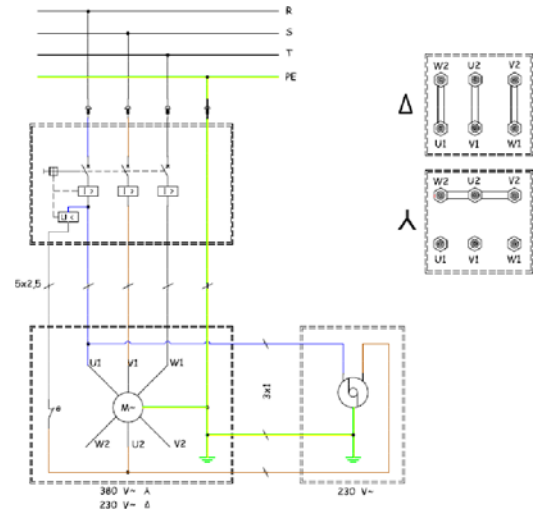 R
S
T
PE
W2 U2 V2
Δ
U1 V1 W1
W2 U2 V2
U1 V1 W1
I > I > I >
U <
5x2,5
U1 V1 W1
3x1
M~
W2 U2 V2
380 V~ ⅄
230 V~ Δ
230 V~